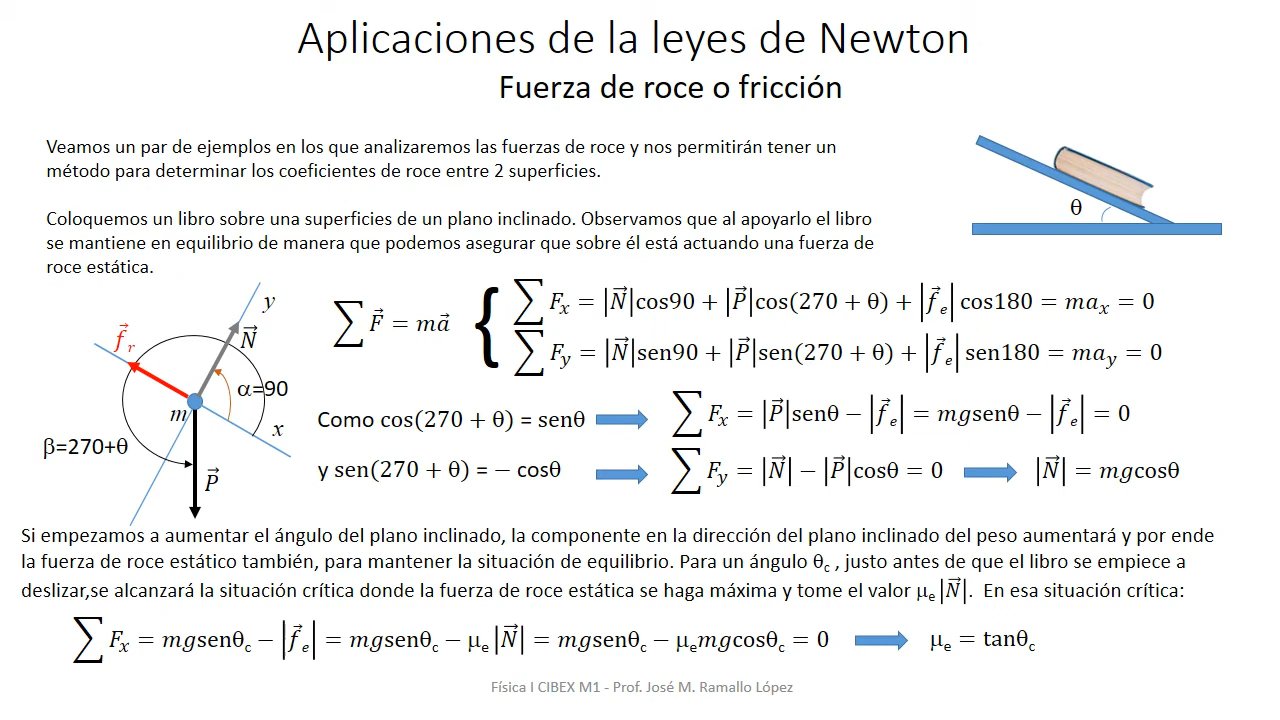 Aplicaciones de la leyes de Newton
Fuerza de roce o fricción
Veamos un par de ejemplos en los que analizaremos las fuerzas de roce y nos permitirán tener un
método para determinar los coeficientes de roce entre 2 superficies.
θ
Coloquemos un libro sobre una superficies de un plano inclinado. Observamos que al apoyarlo el libro
se mantiene en equilibrio de manera que podemos asegurar que sobre él está actuando una fuerza de
roce estática.
y
N⃗
f⃗ᵣ
α=90
m
x
β=270+θ
P⃗
∑ F⃗ = ma⃗
{ ∑ Fₓ = |N⃗|cos90 + |P⃗|cos(270 + θ) + |f⃗ₑ| cos180 = maₓ = 0
∑ F_y = |N⃗|sen90 + |P⃗|sen(270 + θ) + |f⃗ₑ| sen180 = ma_y = 0
Como cos(270 + θ) = senθ ➡ ∑ Fₓ = |P⃗|senθ − |f⃗ₑ| = mgsenθ − |f⃗ₑ| = 0
y sen(270 + θ) = − cosθ ➡ ∑ F_y = |N⃗| − |P⃗|cosθ = 0 ➡ |N⃗| = mgcosθ
Si empezamos a aumentar el ángulo del plano inclinado, la componente en la dirección del plano inclinado del peso aumentará y por ende
la fuerza de roce estático también, para mantener la situación de equilibrio. Para un ángulo θ_c , justo antes de que el libro se empiece a
deslizar,se alcanzará la situación crítica donde la fuerza de roce estática se haga máxima y tome el valor μₑ |N⃗|. En esa situación crítica:
∑ Fₓ = mgsenθ_c − |f⃗ₑ| = mgsenθ_c − μₑ |N⃗| = mgsenθ_c − μₑmgcosθ_c = 0 ➡ μₑ = tanθ_c
Física I CIBEX M1 - Prof. José M. Ramallo López